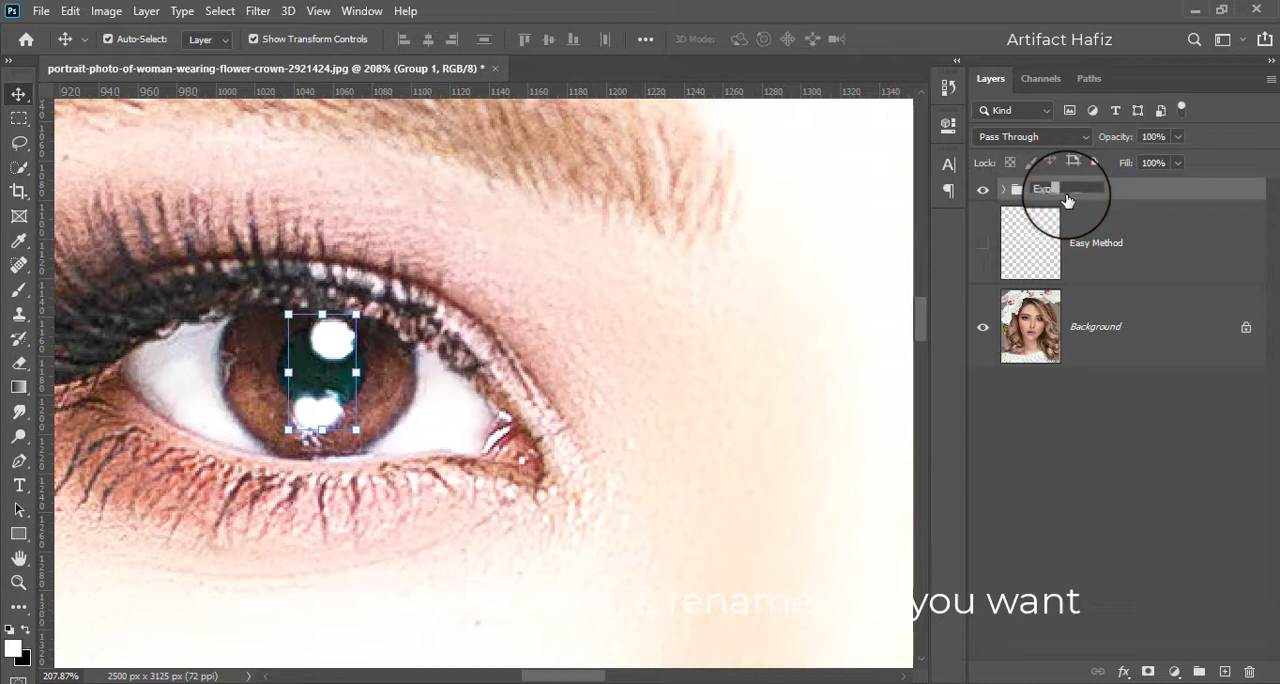 Ps File Edit Image Layer Type Select Filter 3D View Window Help
Auto-Select: Layer Show Transform Controls 3D Mode: Artifact Hafiz
portrait-photo-of-woman-wearing-flower-crown-2921424.jpg @ 208% (Group 1, RGB/8) *
920 940 960 980 1000 1020 1040 1060 1080 1100 1120 1140 1160 1180 1200 1220 1240 1260 1280 1300 1320 1340
Layers Channels Paths
Kind
Pass Through Opacity: 100%
Lock: Fill: 100%
Easy Method
Background
rename you want
207.87% 2500 px x 3125 px (72 ppi)